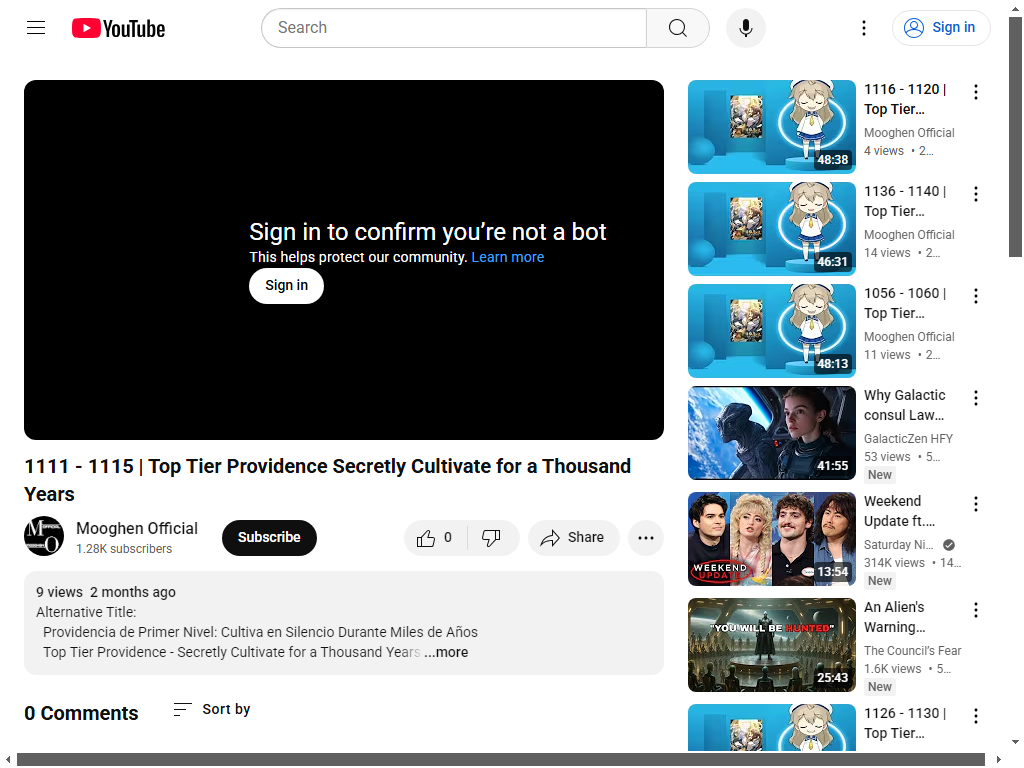 YouTube
Search
Sign in
Sign in to confirm you're not a bot
This helps protect our community. Learn more
Sign in
1111 - 1115 | Top Tier Providence Secretly Cultivate for a Thousand
Years
Mooghen Official
1.28K subscribers
Subscribe
0
Share
9 views 2 months ago
Alternative Title:
Providencia de Primer Nivel: Cultiva en Silencio Durante Miles de Años
Top Tier Providence - Secretly Cultivate for a Thousand Years ...more
0 Comments
Sort by
48:38
1116 - 1120 |
Top Tier…
Mooghen Official
4 views • 2…
46:31
1136 - 1140 |
Top Tier…
Mooghen Official
14 views • 2…
48:13
1056 - 1060 |
Top Tier…
Mooghen Official
11 views • 2…
41:55
Why Galactic
consul Law…
GalacticZen HFY
53 views • 5…
New
WEEKEND
UPDATE
13:54
Weekend
Update ft.…
Saturday Ni…
314K views • 14…
New
"YOU WILL BE HUNTED"
25:43
An Alien's
Warning…
The Council's Fear
1.6K views • 5…
New
1126 - 1130 |
Top Tier…